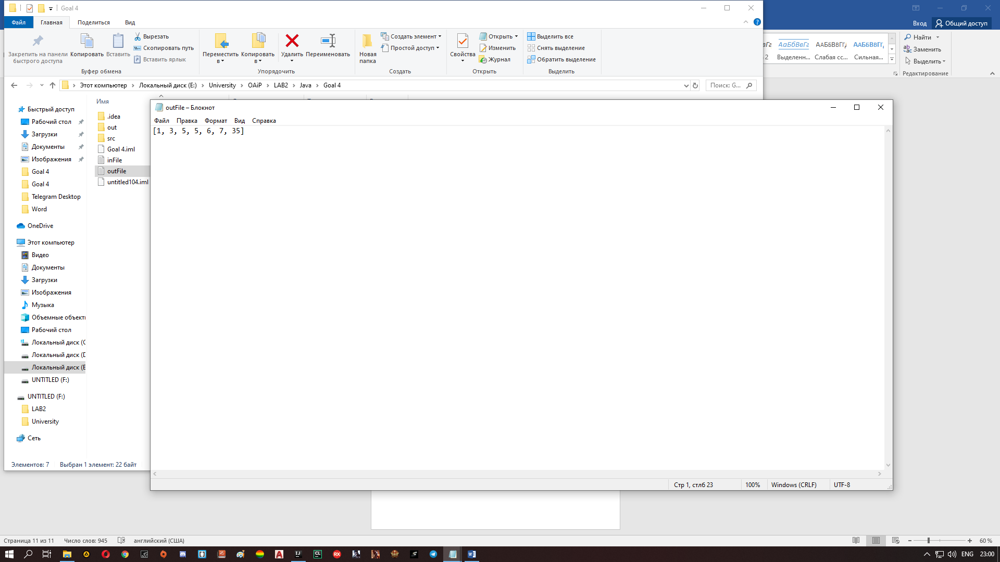 Goal 4
Файл
Главная
Поделиться
Вид
Вход
Общий доступ
Закрепить на панели быстрого доступа
Копировать
Вставить
Вырезать
Скопировать путь
Вставить ярлык
Буфер обмена
Переместить в
Копировать в
Удалить
Переименовать
Упорядочить
Новая папка
Создать элемент
Простой доступ
Создать
Свойства
Открыть
Изменить
Журнал
Открыть
Выделить все
Снять выделение
Обратить выделение
Выделить
АаБбВвГг
АаБбВвГг
АаБбВвГг
2
Выделенн...
Слабая сс...
Сильная...
Найти
Заменить
Выделить
Редактирование
Этот компьютер > Локальный диск (E:) > University > OAiP > LAB2 > Java > Goal 4
Поиск: G...
Имя
Быстрый доступ
Рабочий стол
Загрузки
Документы
Изображения
Goal 4
Goal 4
Telegram Desktop
Word
OneDrive
Этот компьютер
Видео
Документы
Загрузки
Изображения
Музыка
Объемные объекты
Рабочий стол
Локальный диск (C
Локальный диск (D
Локальный диск (E
UNTITLED (F:)
UNTITLED (F:)
LAB2
University
Сеть
.idea
out
src
Goal 4.iml
inFile
outFile
untitled104.iml
Элементов: 7
Выбран 1 элемент: 22 байт
outFile – Блокнот
Файл
Правка
Формат
Вид
Справка
[1, 3, 5, 5, 6, 7, 35]
Стр 1, стлб 23
100%
Windows (CRLF)
UTF-8
Страница 11 из 11
Число слов: 945
английский (США)
60 %
ENG
23:00